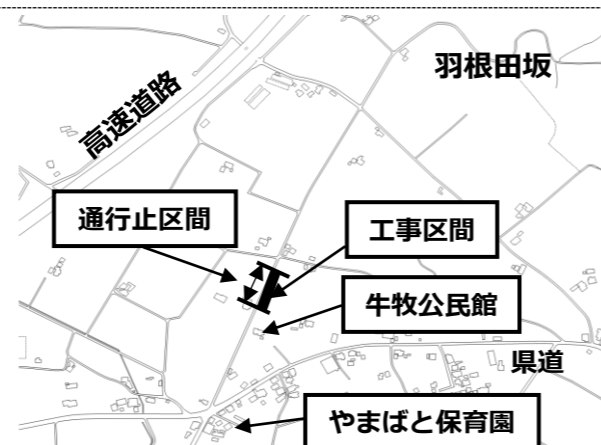 羽根田坂
高速道路
通行止区間
工事区間
牛牧公民館
県道
やまばと保育園